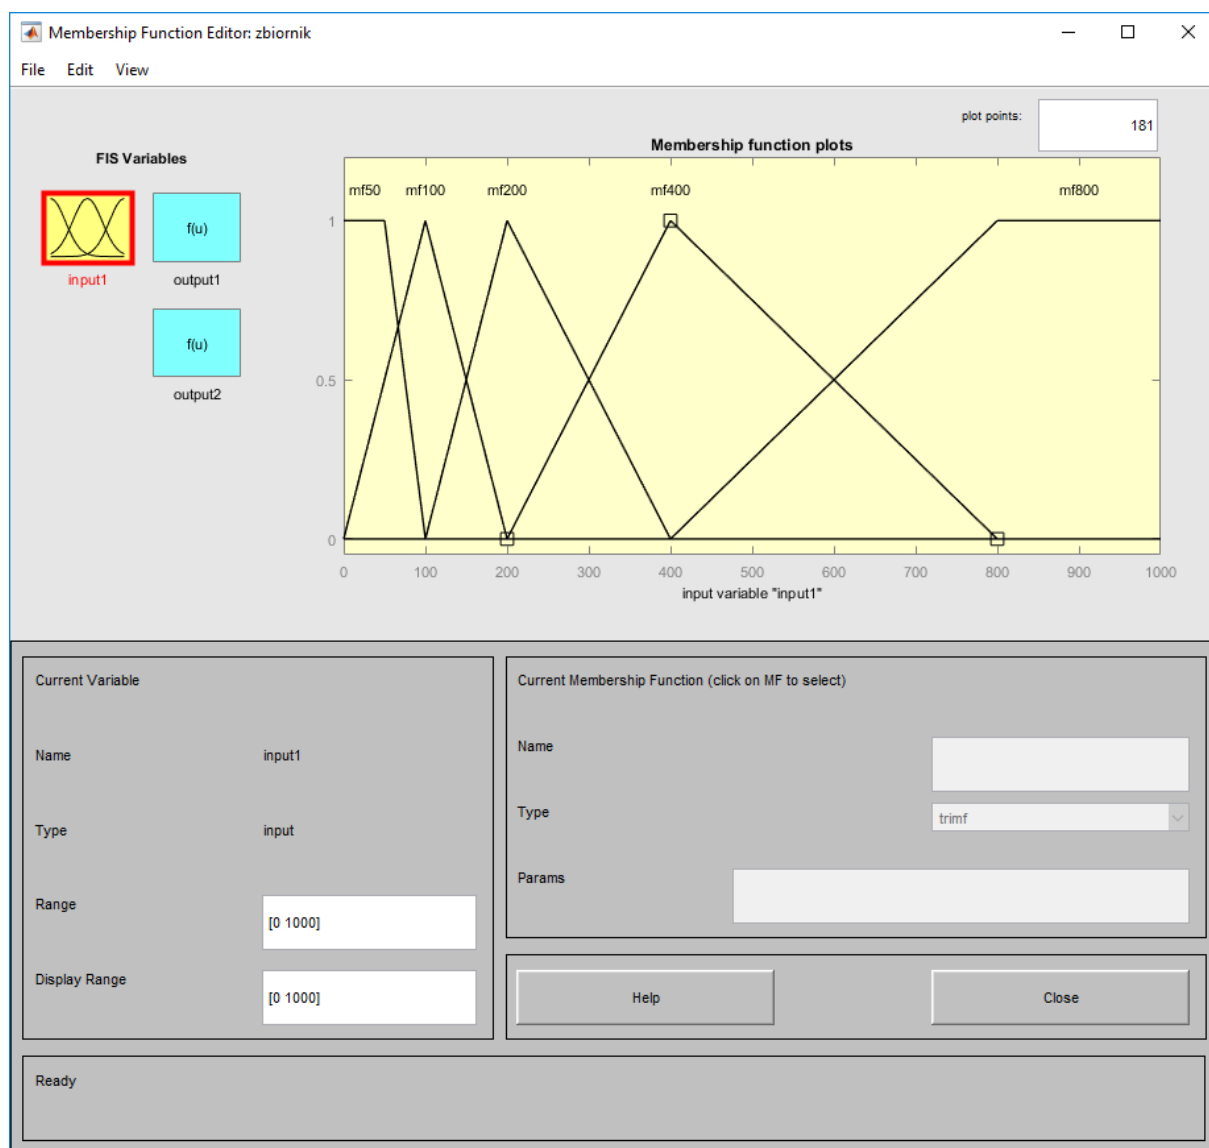 Membership Function Editor: zbiornik
File Edit View
plot points: 181
FIS Variables
Membership function plots
f(u)
input1 output1
f(u)
output2
mf50 mf100 mf200 mf400 mf800
1
0.5
0
0 100 200 300 400 500 600 700 800 900 1000
input variable "input1"
Current Variable
Name input1
Type input
Range [0 1000]
Display Range [0 1000]
Current Membership Function (click on MF to select)
Name
Type trimf
Params
Help Close
Ready